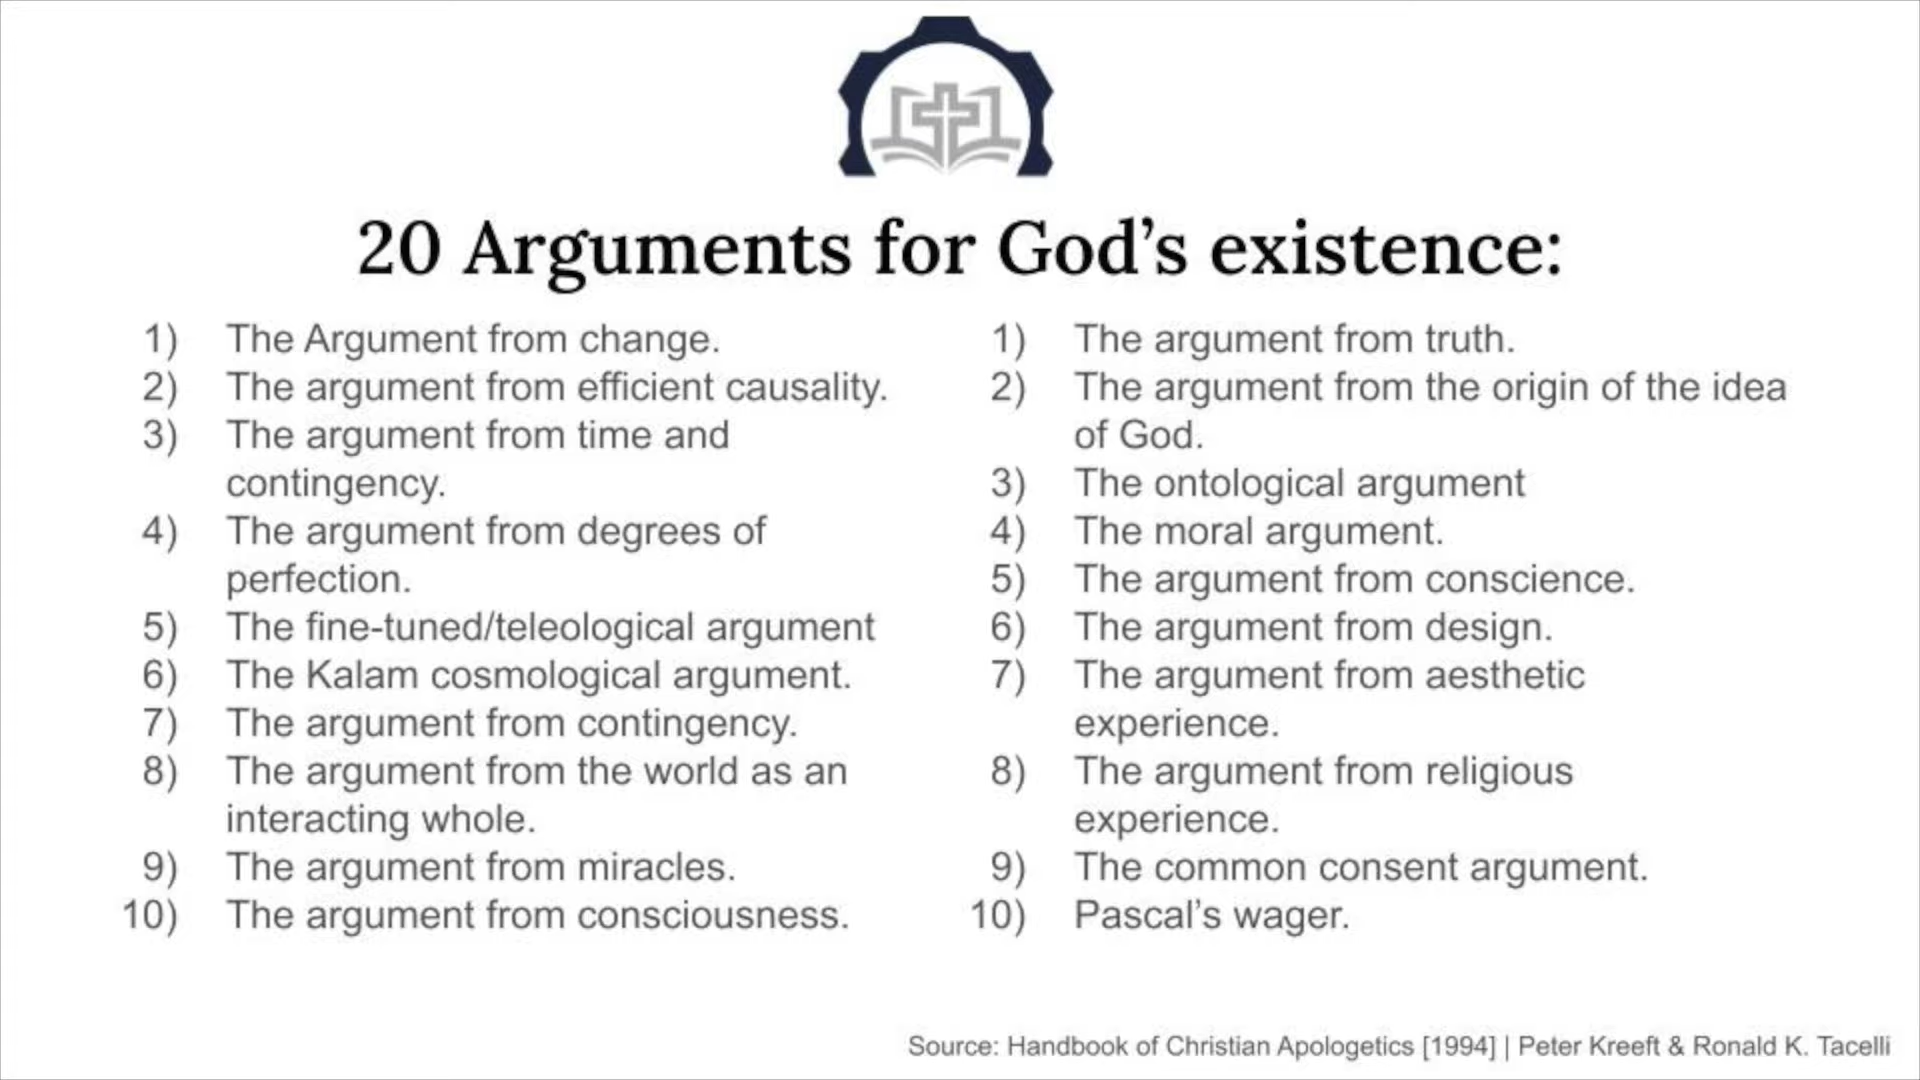 20 Arguments for God’s existence:
1) The Argument from change.
2) The argument from efficient causality.
3) The argument from time and
contingency.
4) The argument from degrees of
perfection.
5) The fine-tuned/teleological argument
6) The Kalam cosmological argument.
7) The argument from contingency.
8) The argument from the world as an
interacting whole.
9) The argument from miracles.
10) The argument from consciousness.
1) The argument from truth.
2) The argument from the origin of the idea
of God.
3) The ontological argument
4) The moral argument.
5) The argument from conscience.
6) The argument from design.
7) The argument from aesthetic
experience.
8) The argument from religious
experience.
9) The common consent argument.
10) Pascal’s wager.
Source: Handbook of Christian Apologetics [1994] | Peter Kreeft & Ronald K. Tacelli